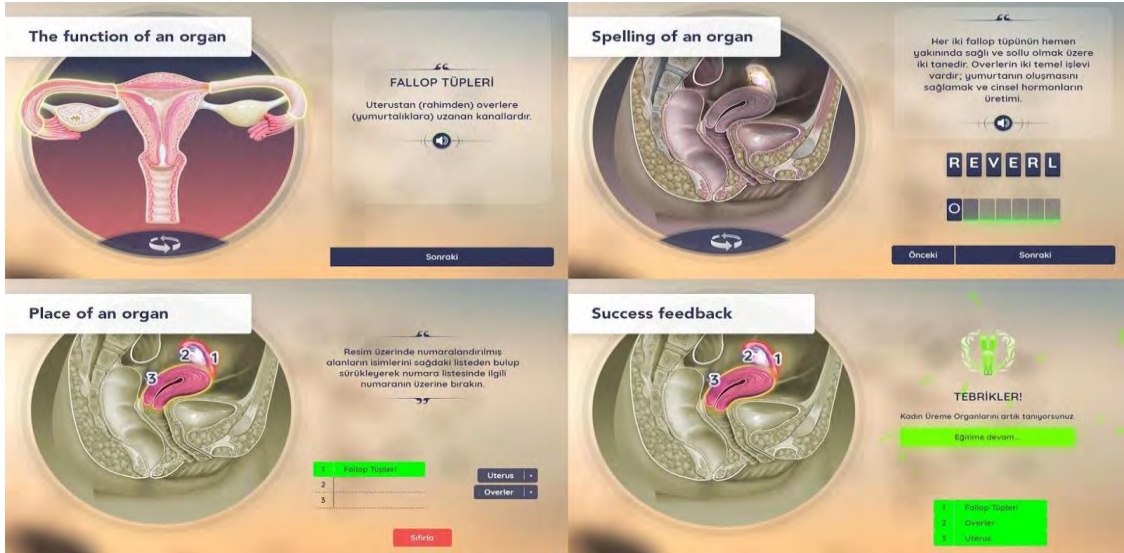 The function of an organ
FALLOP TÜPLERİ
Uterustan (rahimden) overlere
(yumurtalıklara) uzanan kanallardır.
Sonraki
Spelling of an organ
Her iki fallop tüpünün hemen
yakınında sağlı ve sollu olmak üzere
iki tanedir. Overlerin iki temel işlevi
vardır; yumurtanın oluşmasını
sağlamak ve cinsel hormonların
üretimi.
R E V E R L
O
Önceki
Sonraki
Place of an organ
2 1
3
Resim üzerinde numaralandırılmış
alanların isimlerini sağdaki listeden bulup
sürükleyerek numara listesinde ilgili
numaranın üzerine bırakın.
1 Fallop Tüpleri
2
3
Uterus
Overler
Sıfırla
Success feedback
2 1
3
TEBRİKLER!
Kadın Üreme Organlarını artık tanıyorsunuz.
Eğitime devam...
1 Fallop Tüpleri
2 Overler
3 Uterus